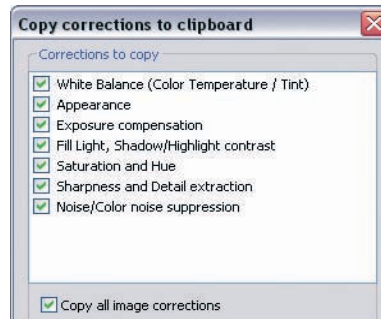 Copy corrections to clipboard
Corrections to copy
White Balance (Color Temperature / Tint)
Appearance
Exposure compensation
Fill Light, Shadow/Highlight contrast
Saturation and Hue
Sharpness and Detail extraction
Noise/Color noise suppression
Copy all image corrections